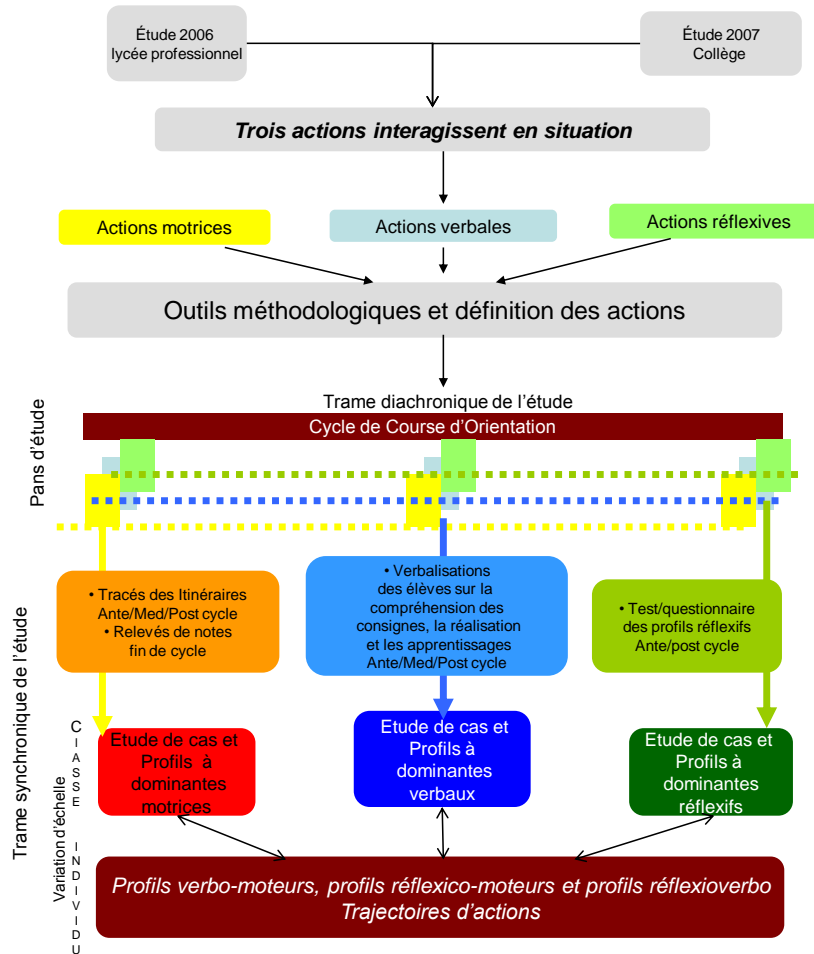 Étude 2006
lycée professionnel
Étude 2007
Collège
Trois actions interagissent en situation
Actions motrices
Actions verbales
Actions réflexives
Outils méthodologiques et définition des actions
Trame diachronique de l'étude
Cycle de Course d'Orientation
Pans d'étude
• Tracés des Itinéraires
Ante/Med/Post cycle
• Relevés de notes
fin de cycle
• Verbalisations
des élèves sur la
compréhension des
consignes, la réalisation
et les apprentissages
Ante/Med/Post cycle
• Test/questionnaire
des profils réflexifs
Ante/post cycle
Trame synchronique de l'étude
Variation d'échelle
ClASSE
INDIVIDU
Etude de cas et
Profils à
dominantes
motrices
Etude de cas et
Profils à
dominantes
verbaux
Etude de cas et
Profils à
dominantes
réflexifs
Profils verbo-moteurs, profils réflexico-moteurs et profils réflexioverbo
Trajectoires d'actions